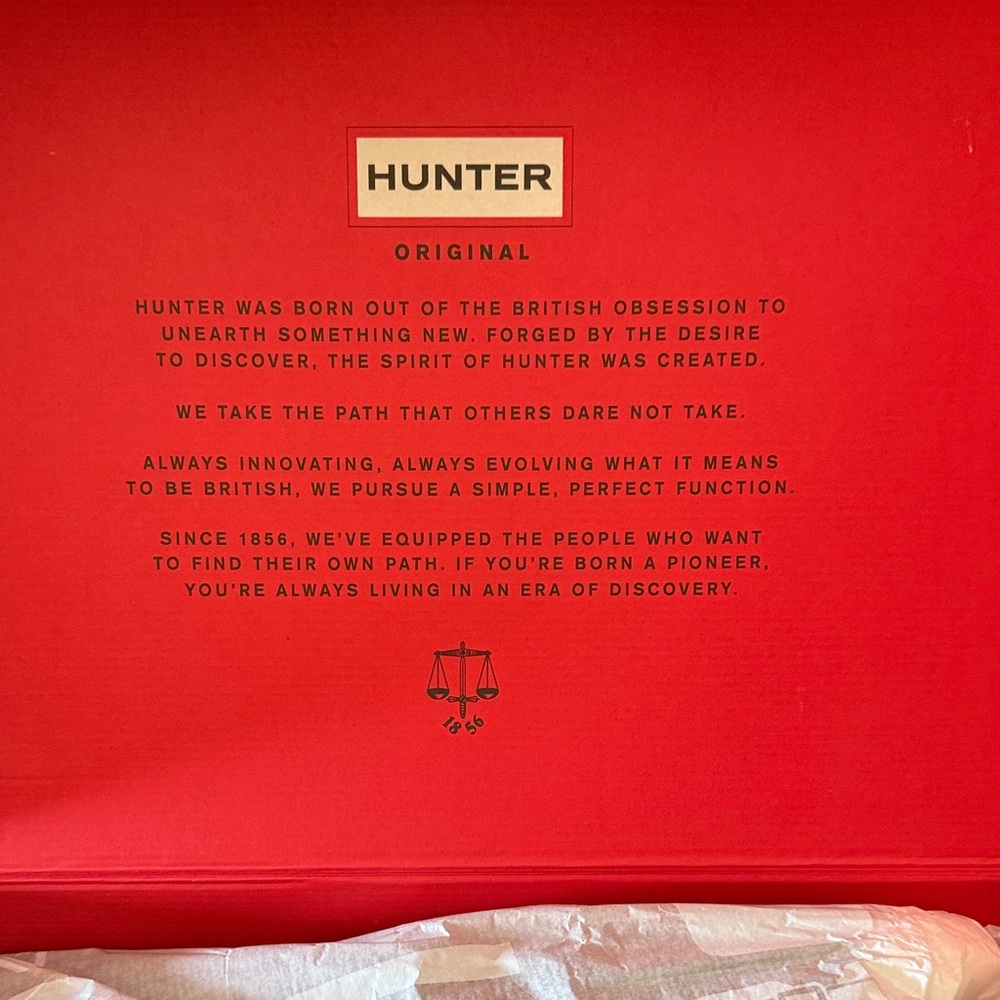 HUNTER
ORIGINAL
HUNTER WAS BORN OUT OF THE BRITISH OBSESSION TO
UNEARTH SOMETHING NEW. FORGED BY THE DESIRE
TO DISCOVER, THE SPIRIT OF HUNTER WAS CREATED.
WE TAKE THE PATH THAT OTHERS DARE NOT TAKE.
ALWAYS INNOVATING, ALWAYS EVOLVING WHAT IT MEANS
TO BE BRITISH, WE PURSUE A SIMPLE, PERFECT FUNCTION.
SINCE 1856, WE'VE EQUIPPED THE PEOPLE WHO WANT
TO FIND THEIR OWN PATH. IF YOU'RE BORN A PIONEER,
YOU'RE ALWAYS LIVING IN AN ERA OF DISCOVERY.
1856